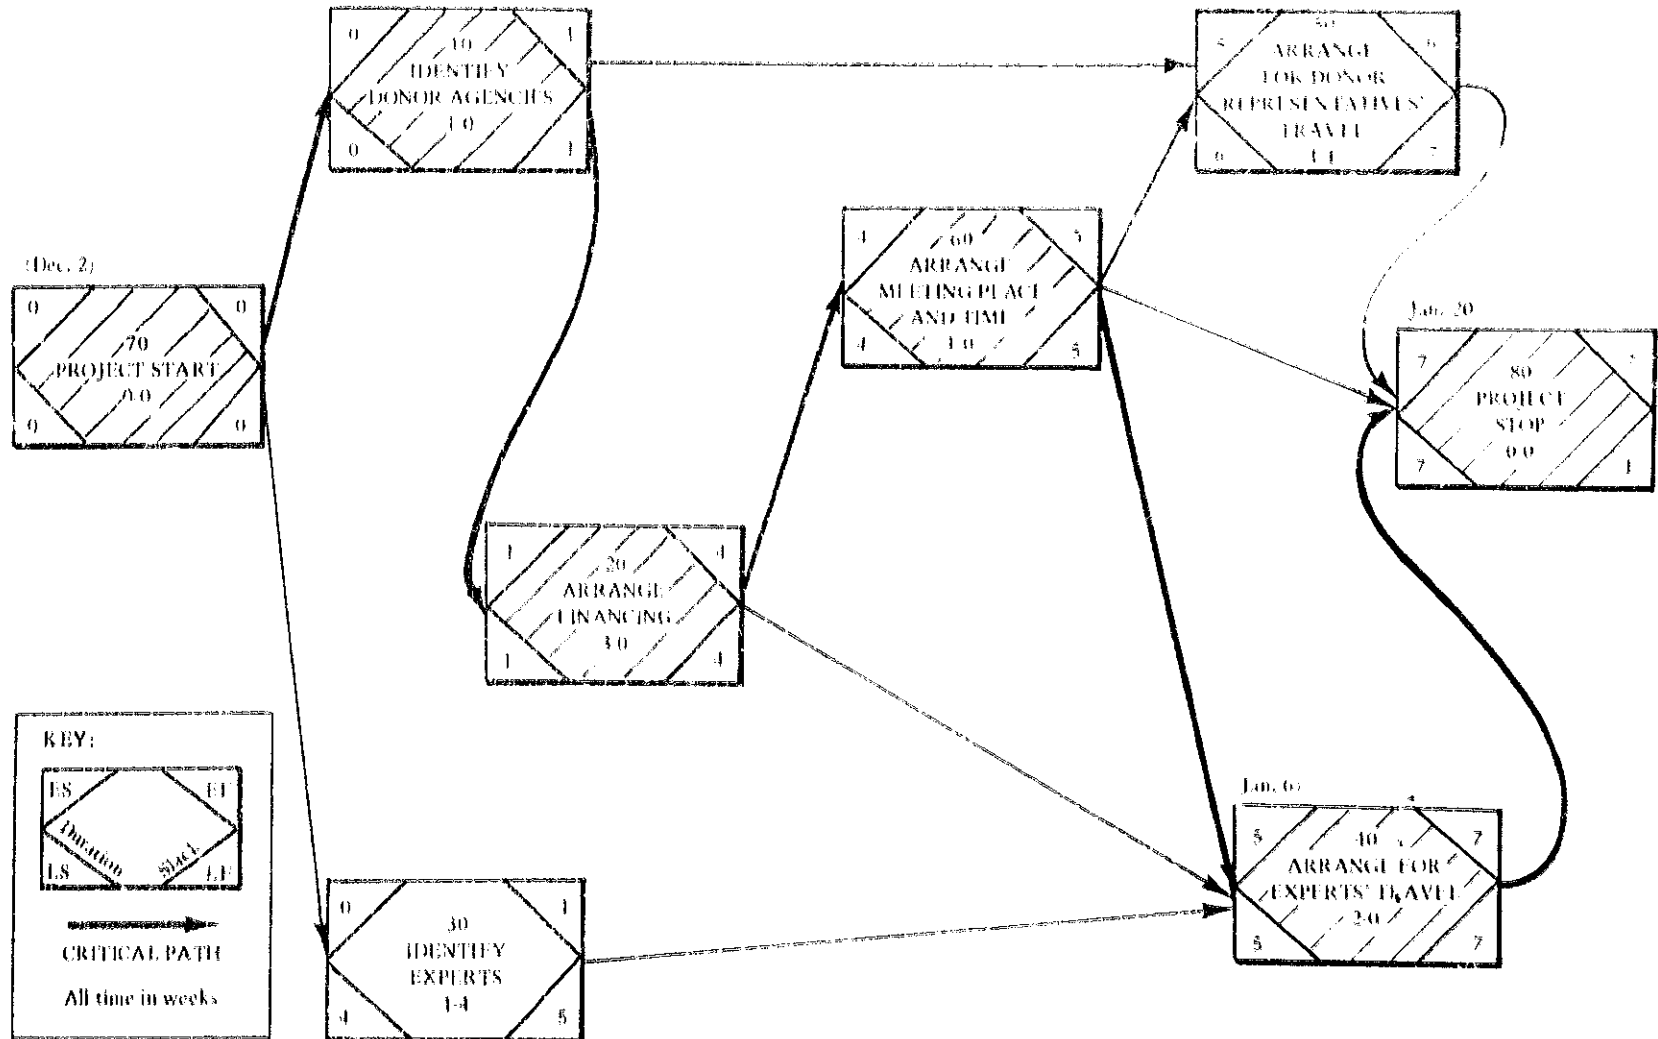 0 1
10
IDENTIFY
DONOR AGENCIES
1-0
0 1
5 6
50
ARRANGE
FOR DONOR
REPRESENTATIVES'
TRAVEL
1-1
6 7
4 5
60
ARRANGE
MEETING PLACE
AND TIME
1-0
4 5
(Dec. 2)
0 0
70
PROJECT START
0-0
0 0
Jan. 20
7
80
PROJECT
STOP
0-0
7
1 4
20
ARRANGE
FINANCING
3-0
1 4
KEY:
ES EF
Duration Slack
LS LF
CRITICAL PATH
All time in weeks
0 1
30
IDENTIFY
EXPERTS
1-4
4 5
Jan. 6)
5 7
40
ARRANGE FOR
EXPERTS' TRAVEL
2-0
5 7